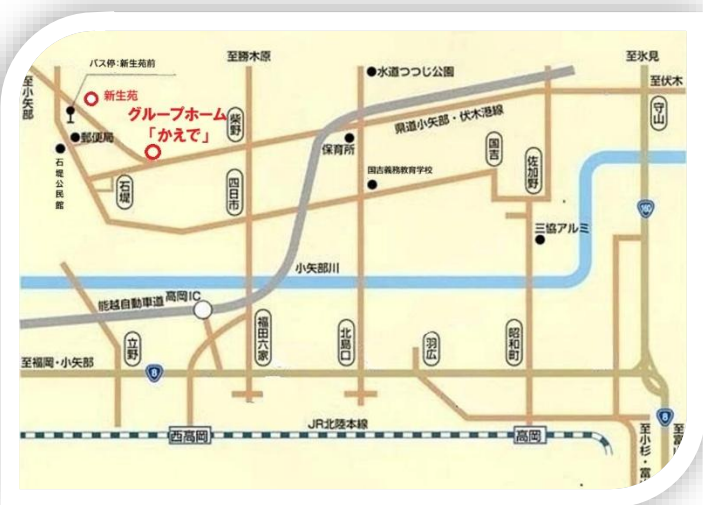 至勝木原
至氷見
バス停:新生苑前
水道つつじ公園
至小矢部
至伏木
新生苑
グループホーム
「かえで」
柴野
県道小矢部・伏木港線
守山
郵便局
保育所
国吉
佐加野
石堤公民館
石堤
国吉義務教育学校
四日市
160
三協アルミ
小矢部川
能越自動車道
高岡IC
立野
福田六家
北島口
羽広
昭和町
至福岡・小矢部
8
8
JR北陸本線
西高岡
高岡
至小杉・富
至富